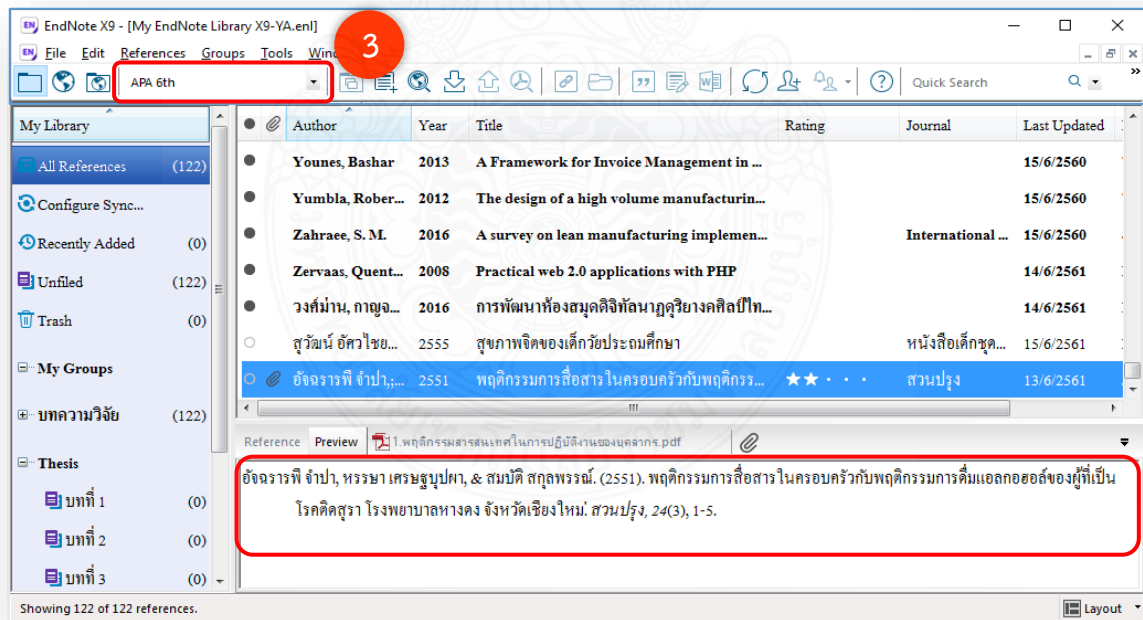 EndNote X9 - [My EndNote Library X9-YA.enl]
3
File Edit References Groups Tools
APA 6th
Quick Search
My Library
Author Year Title Rating Journal Last Updated
All References (122)
Younes, Bashar 2013 A Framework for Invoice Management in ... 15/6/2560
Configure Sync...
Yumbla, Rober... 2012 The design of a high volume manufacturin... 15/6/2560
Recently Added (0)
Zahraee, S. M. 2016 A survey on lean manufacturing implemen... International ... 15/6/2560
Unfiled (122)
Zervaas, Quent... 2008 Practical web 2.0 applications with PHP 14/6/2561
Trash (0)
วงศ์ม่าน, กาญจ... 2016 การพัฒนาห้องสมุดดิจิทัลนาฏดุริยางคศิลป์ไท... 14/6/2561
สุวัฒน์ อัศวไชย... 2555 สุขภาพจิตของเด็กวัยประถมศึกษา หนังสือเด็กชุด... 15/6/2561
My Groups
อัจฉราพี จำปา,;... 2551 พฤติกรรมการสื่อสารในครอบครัวกับพฤติกรร... ★★ · · · สวนปรุง 13/6/2561
บทความวิจัย (122)
Reference Preview 1.พฤติกรรมสารสนเทศในการปฏิบัติงานของบุคลากร.pdf
Thesis
อัจฉราพี จำปา, หรรษา เศรษฐบุปผา, & สมบัติ สกุลพรรณ์. (2551). พฤติกรรมการสื่อสารในครอบครัวกับพฤติกรรมการดื่มแอลกอฮอล์ของผู้ที่เป็น
โรคติดสุรา โรงพยาบาลหางดง จังหวัดเชียงใหม่. สวนปรุง, 24(3), 1-5.
บทที่ 1 (0)
บทที่ 2 (0)
บทที่ 3 (0)
Showing 122 of 122 references.
Layout